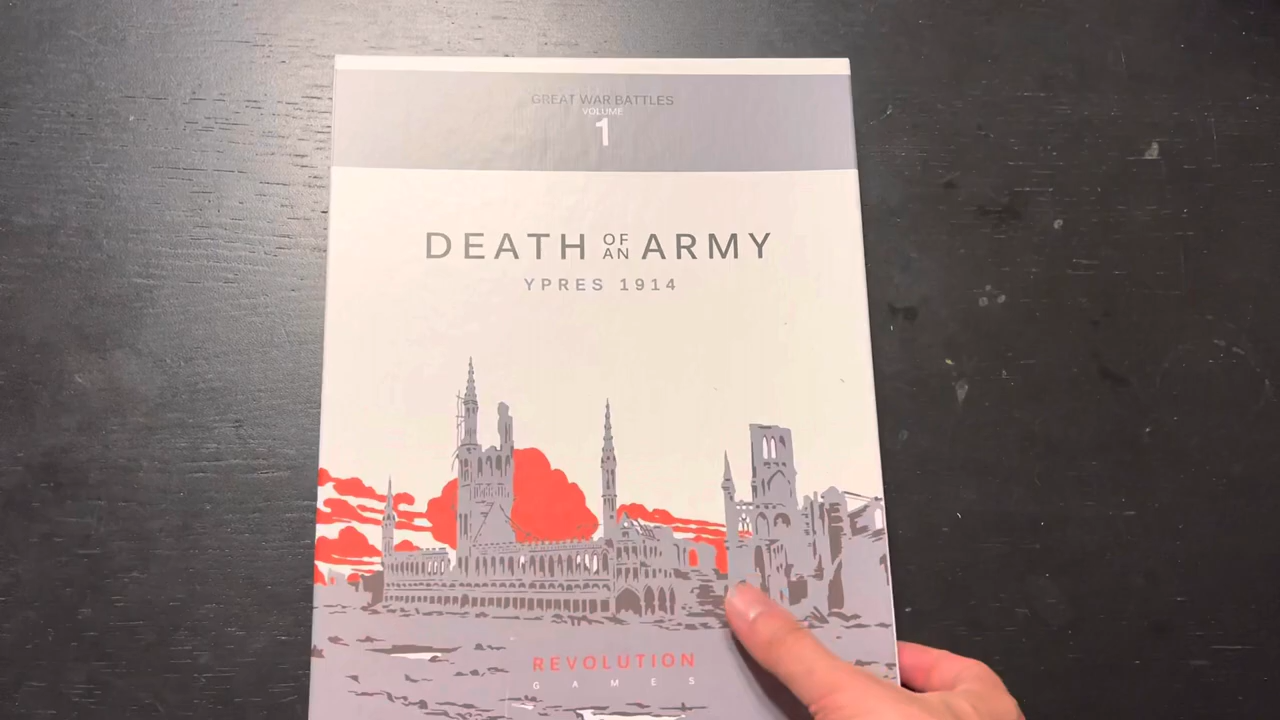 GREAT WAR BATTLES
VOLUME
1
DEATH OF AN ARMY
YPRES 1914
REVOLUTION
GAMES